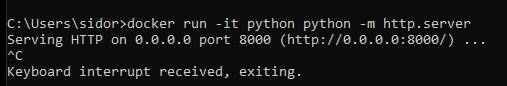 C:\Users\sidor>docker run -it python python -m http.server
Serving HTTP on 0.0.0.0 port 8000 (http://0.0.0.0:8000/) ...
^C
Keyboard interrupt received, exiting.